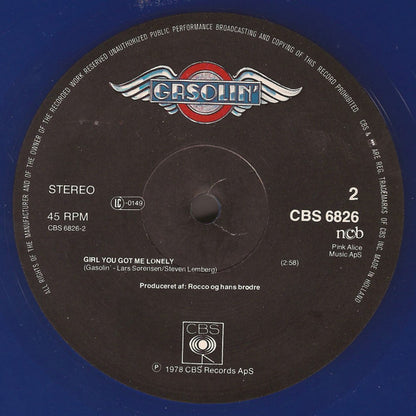 ALL RIGHTS OF THE MANUFACTURER AND OF THE OWNER OF THE RECORDED WORK RESERVED UNAUTHORIZED PUBLIC PERFORMANCE BROADCASTING AND COPYING OF THIS RECORD PROHIBITED
CBS & ARE REG. TRADEMARKS OF CBS INC MADE IN HOLLAND
GASOLIN'
STEREO
LC -0149
2
45 RPM
CBS 6826
CBS 6826-2
ncb
Pink Alice
Music ApS
GIRL YOU GOT ME LONELY
(Gasolin' - Lars Sørensen/Steven Lemberg) (2:58)
Produceret af: Rocco og hans brødre
CBS
℗ 1978 CBS Records ApS